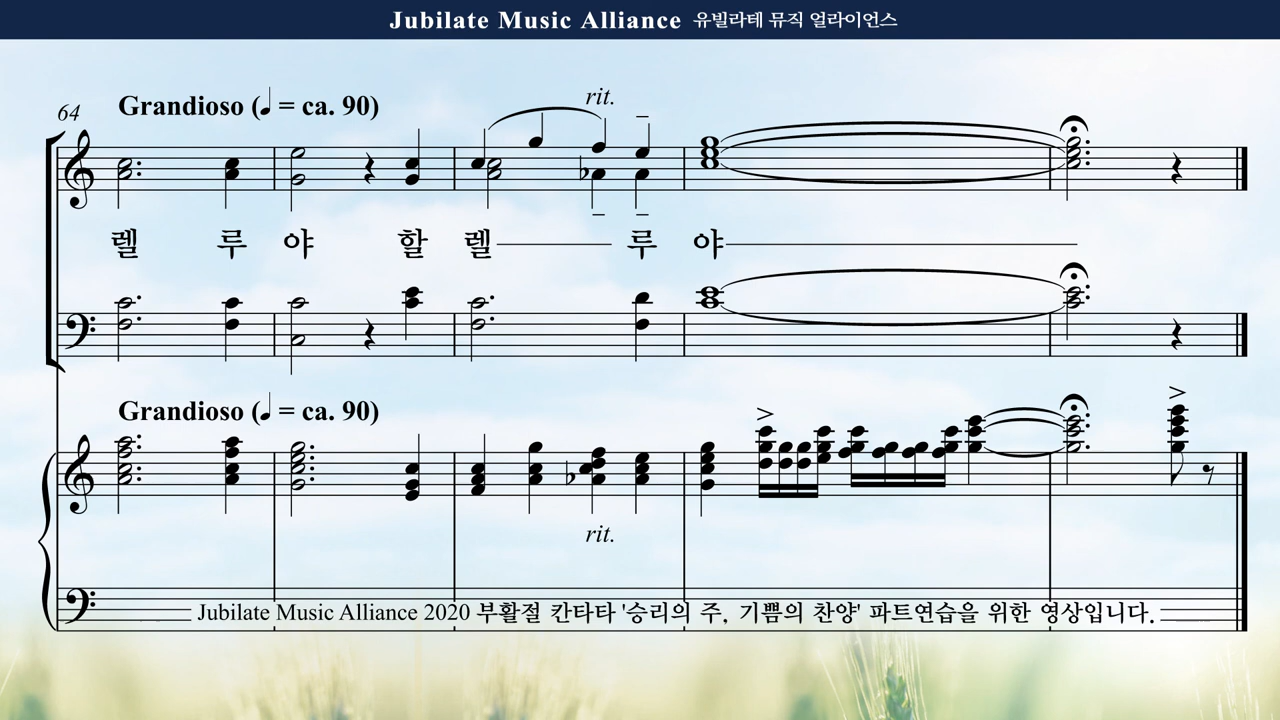 Jubilate Music Alliance 유빌라테 뮤직 얼라이언스
64
Grandioso (♩ = ca. 90)
rit.
렐 루 야 할 렐 루 야
Grandioso (♩ = ca. 90)
rit.
Jubilate Music Alliance 2020 부활절 칸타타 '승리의 주, 기쁨의 찬양' 파트연습을 위한 영상입니다.